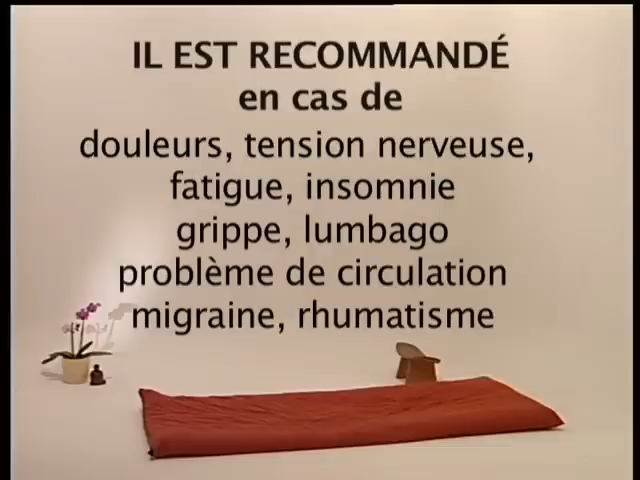 IL EST RECOMMANDÉ
en cas de
douleurs, tension nerveuse,
fatigue, insomnie
grippe, lumbago
problème de circulation
migraine, rhumatisme